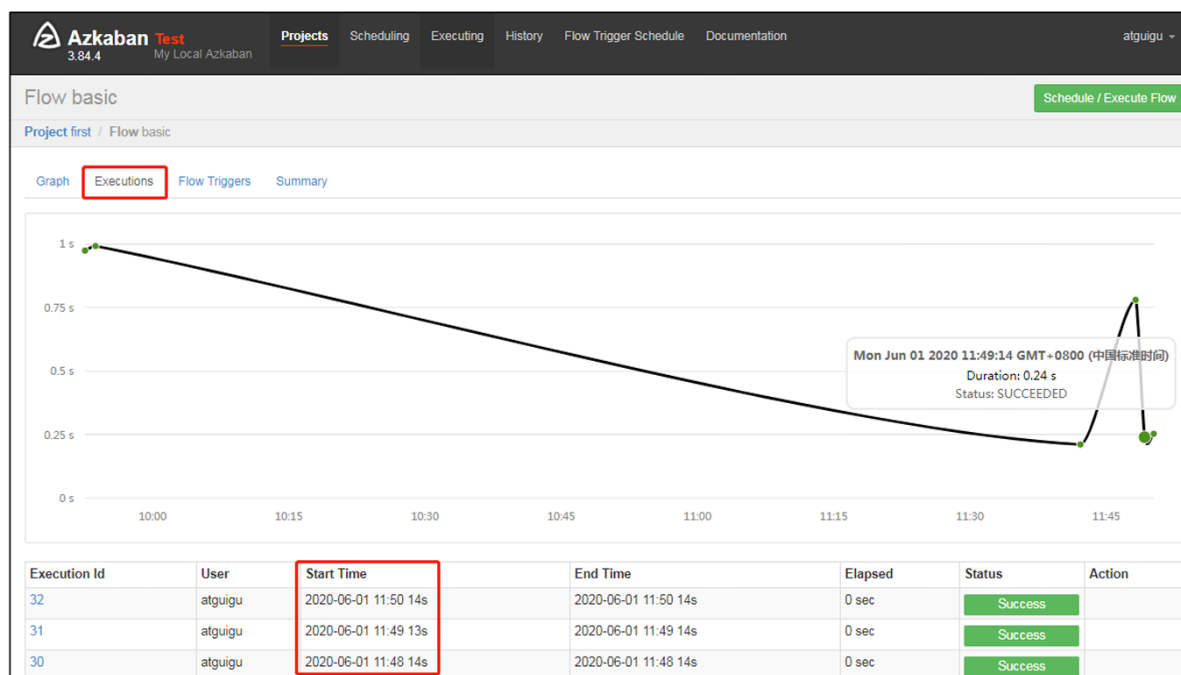 Azkaban Test
3.84.4 My Local Azkaban
Projects Scheduling Executing History Flow Trigger Schedule Documentation atguigu
Flow basic
Schedule / Execute Flow
Project first / Flow basic
Graph Executions Flow Triggers Summary
1 s
0.75 s
0.5 s
0.25 s
0 s
Mon Jun 01 2020 11:49:14 GMT+0800 (中国标准时间)
Duration: 0.24 s
Status: SUCCEEDED
10:00 10:15 10:30 10:45 11:00 11:15 11:30 11:45
Execution Id User Start Time End Time Elapsed Status Action
32 atguigu 2020-06-01 11:50 14s 2020-06-01 11:50 14s 0 sec Success
31 atguigu 2020-06-01 11:49 13s 2020-06-01 11:49 14s 0 sec Success
30 atguigu 2020-06-01 11:48 14s 2020-06-01 11:48 14s 0 sec Success